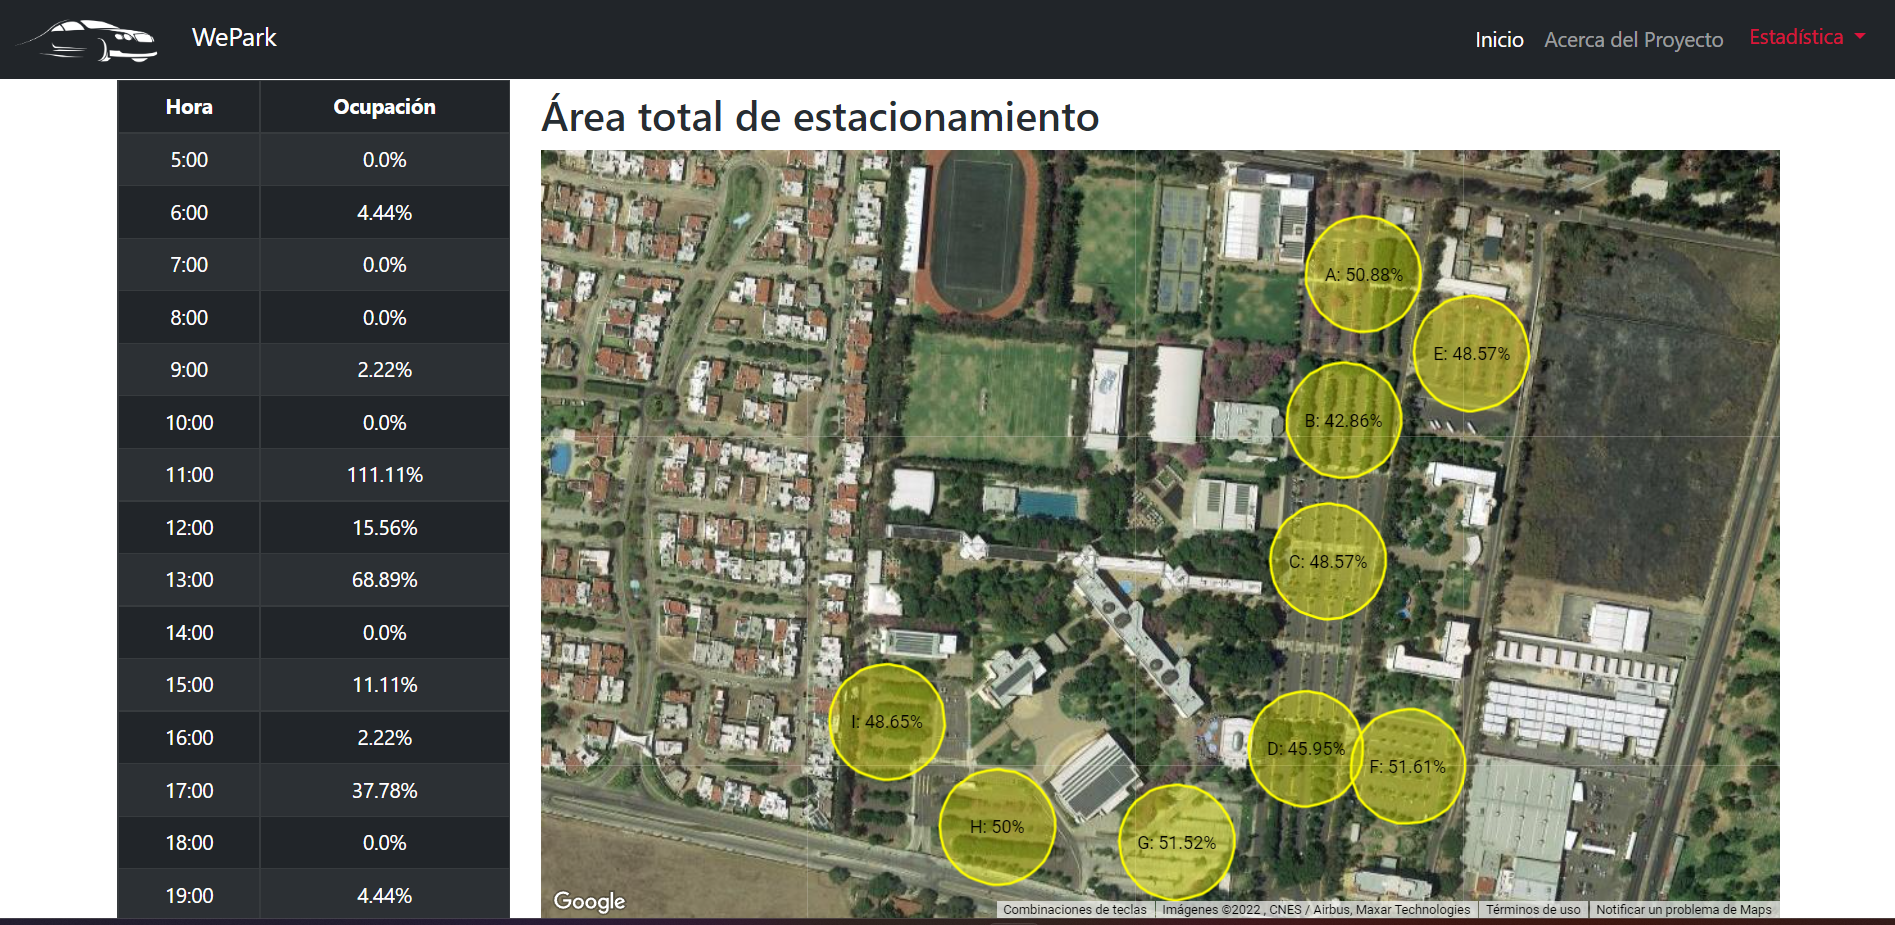 WePark
Inicio Acerca del Proyecto Estadística
Hora Ocupación
5:00 0.0%
6:00 4.44%
7:00 0.0%
8:00 0.0%
9:00 2.22%
10:00 0.0%
11:00 111.11%
12:00 15.56%
13:00 68.89%
14:00 0.0%
15:00 11.11%
16:00 2.22%
17:00 37.78%
18:00 0.0%
19:00 4.44%
Área total de estacionamiento
A: 50.88%
E: 48.57%
B: 42.86%
C: 48.57%
I: 48.65%
D: 45.95%
F: 51.61%
H: 50%
G: 51.52%
Google
Combinaciones de teclas Imágenes ©2022 , CNES / Airbus, Maxar Technologies Términos de uso Notificar un problema de Maps